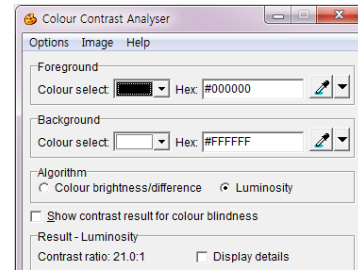 Colour Contrast Analyser
Options Image Help
Foreground
Colour select: Hex: #000000
Background
Colour select: Hex: #FFFFFF
Algorithm
Colour brightness/difference Luminosity
Show contrast result for colour blindness
Result - Luminosity
Contrast ratio: 21.0:1 Display details